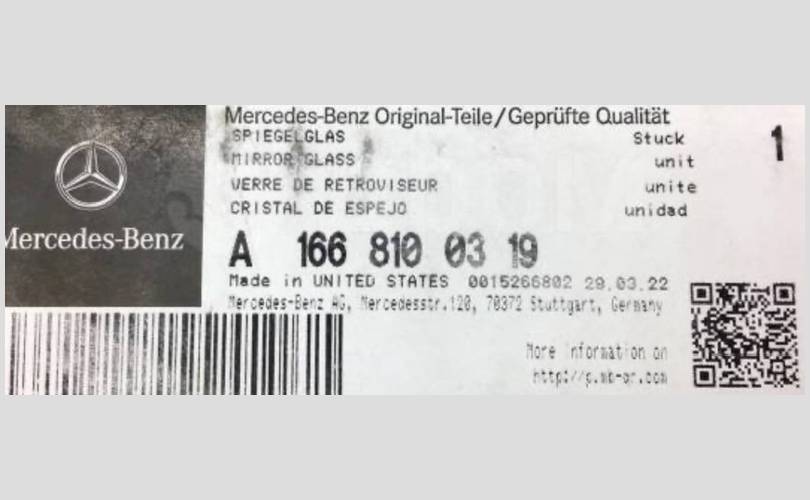 Mercedes-Benz Original-Teile/Geprüfte Qualität
SPIEGELGLAS Stuck 1
MIRROR GLASS unit
VERRE DE RETROVISEUR unite
CRISTAL DE ESPEJO unidad
Mercedes-Benz
A 166 810 03 19
Made in UNITED STATES 0015266802 29.03.22
Mercedes-Benz AG, Mercedesstr.120, 70372 Stuttgart, Germany
More information on
http://p.mb-qr.com